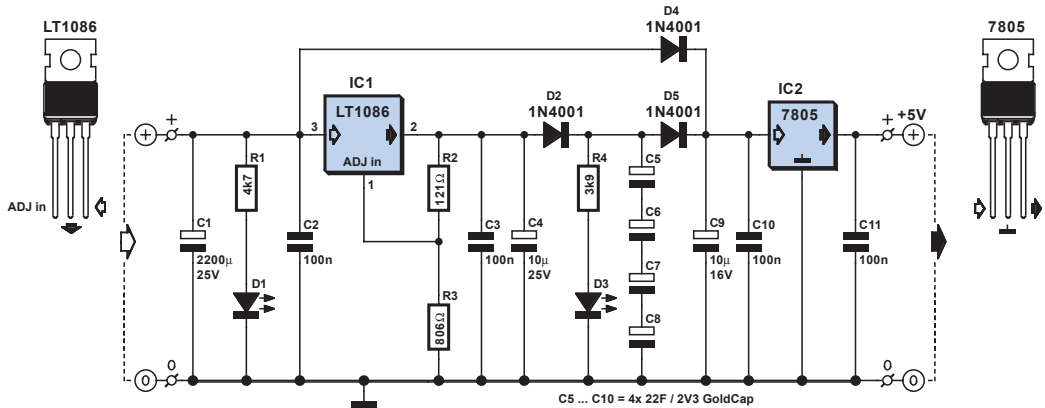 LT1086
D4
1N4001
7805
IC1
D2
1N4001
D5
1N4001
IC2
LT1086
7805
+
+
3
2
+
+5V
+
ADJ in
1
R1
4k7
R2
121Ω
R4
3k9
C5
C6
C7
C8
ADJ in
C1
2200µ
25V
C2
100n
C3
100n
C4
10µ
25V
C9
10µ
16V
C10
100n
C11
100n
D1
R3
806Ω
D3
0
0
0
0
C5 ... C10 = 4x 22F / 2V3 GoldCap